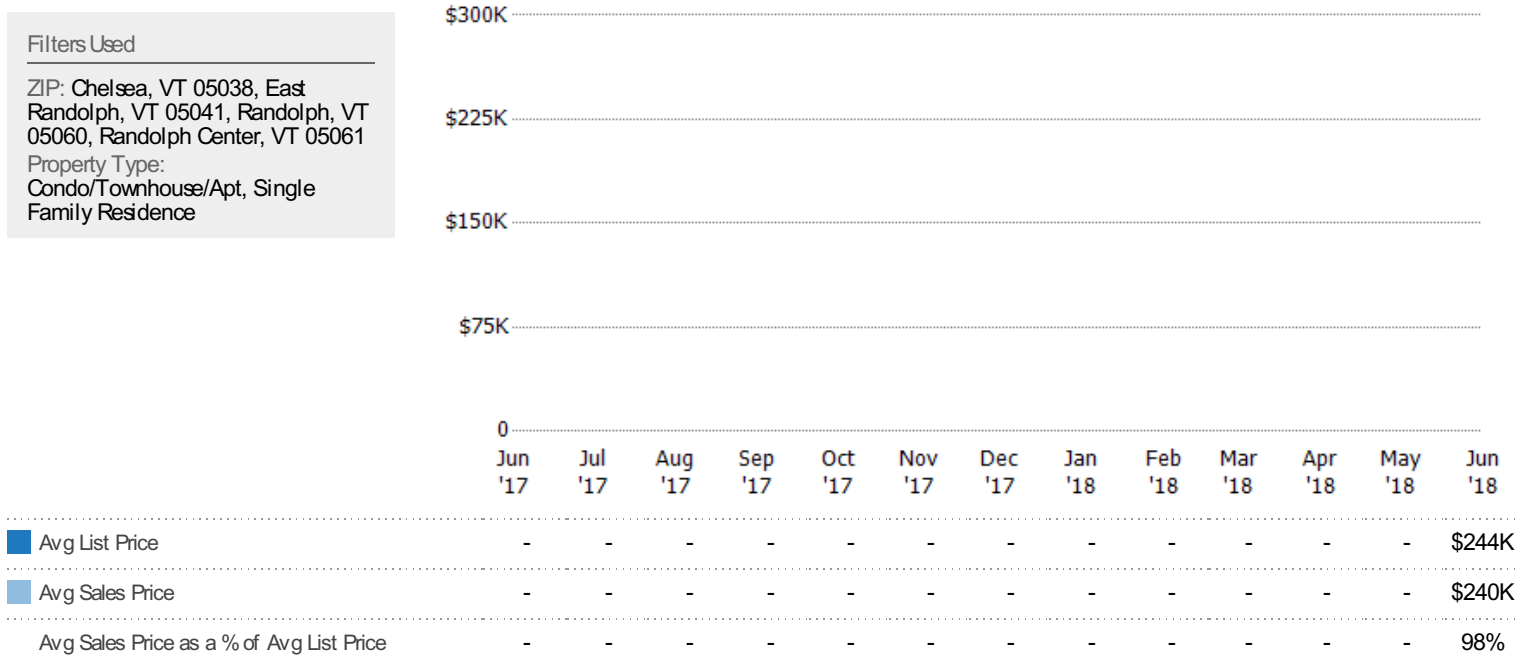 Filters Used
ZIP: Chelsea, VT 05038, East
Randolph, VT 05041, Randolph, VT
05060, Randolph Center, VT 05061
Property Type:
Condo/Townhouse/Apt, Single
Family Residence
$300K
$225K
$150K
$75K
0
Jun Jul Aug Sep Oct Nov Dec Jan Feb Mar Apr May Jun
'17 '17 '17 '17 '17 '17 '17 '18 '18 '18 '18 '18 '18
Avg List Price - - - - - - - - - - - - $244K
Avg Sales Price - - - - - - - - - - - - $240K
Avg Sales Price as a % of Avg List Price - - - - - - - - - - - - 98%